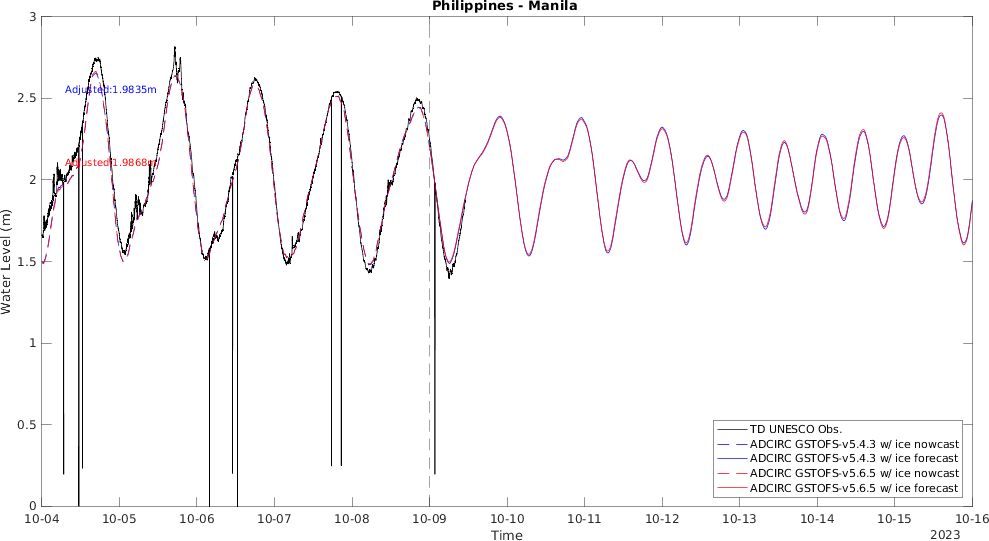 Philippines - Manila
3
2.5
2
1.5
1
0.5
0
Water Level (m)
Adjusted:1.9835m
Adjusted:1.9868m
TD UNESCO Obs.
ADCIRC GSTOFS-v5.4.3 w/ ice nowcast
ADCIRC GSTOFS-v5.4.3 w/ ice forecast
ADCIRC GSTOFS-v5.6.5 w/ ice nowcast
ADCIRC GSTOFS-v5.6.5 w/ ice forecast
10-04 10-05 10-06 10-07 10-08 10-09 10-10 10-11 10-12 10-13 10-14 10-15 10-16
Time
2023